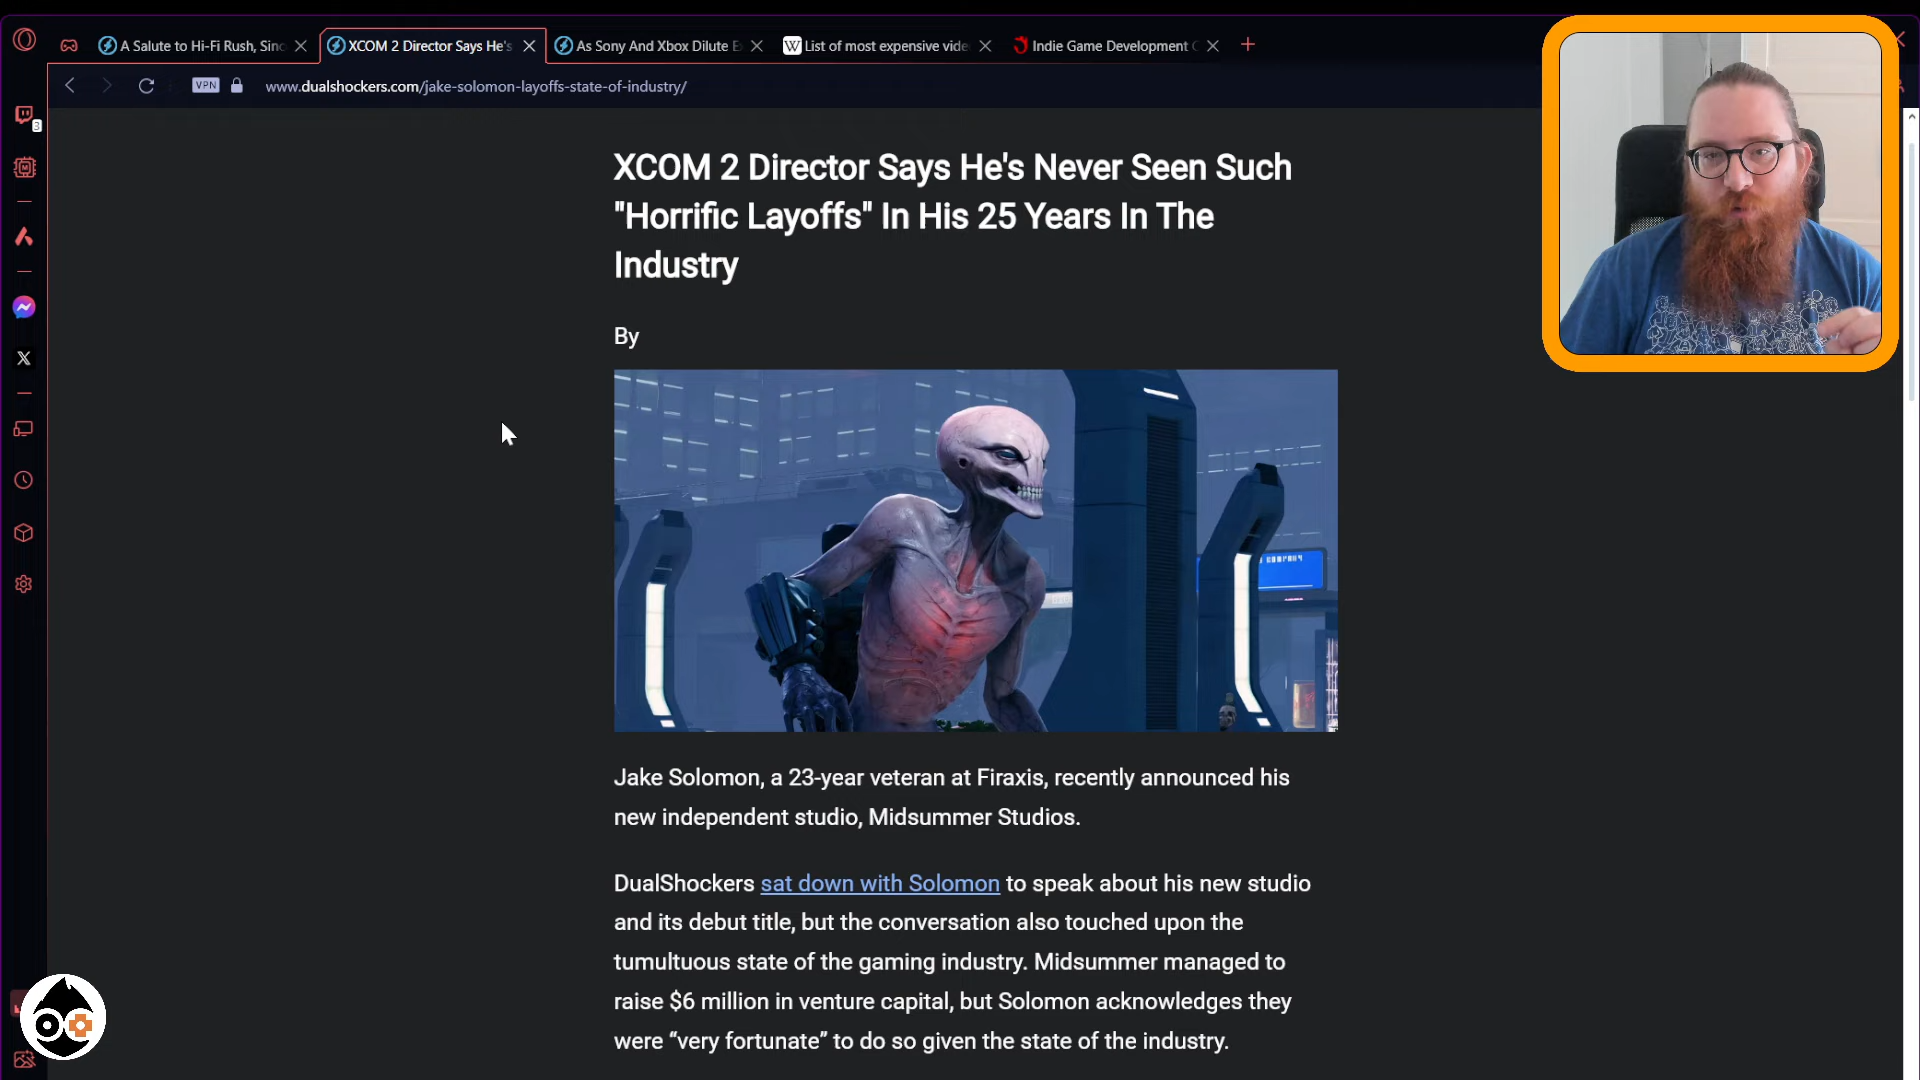 A Salute to Hi-Fi Rush, Sinc
XCOM 2 Director Says He's
As Sony And Xbox Dilute E
W List of most expensive vide
Indie Game Development C
VPN
www.dualshockers.com/jake-solomon-layoffs-state-of-industry/
3
XCOM 2 Director Says He's Never Seen Such
"Horrific Layoffs" In His 25 Years In The
Industry
By
Jake Solomon, a 23-year veteran at Firaxis, recently announced his
new independent studio, Midsummer Studios.
DualShockers sat down with Solomon to speak about his new studio
and its debut title, but the conversation also touched upon the
tumultuous state of the gaming industry. Midsummer managed to
raise $6 million in venture capital, but Solomon acknowledges they
were “very fortunate” to do so given the state of the industry.